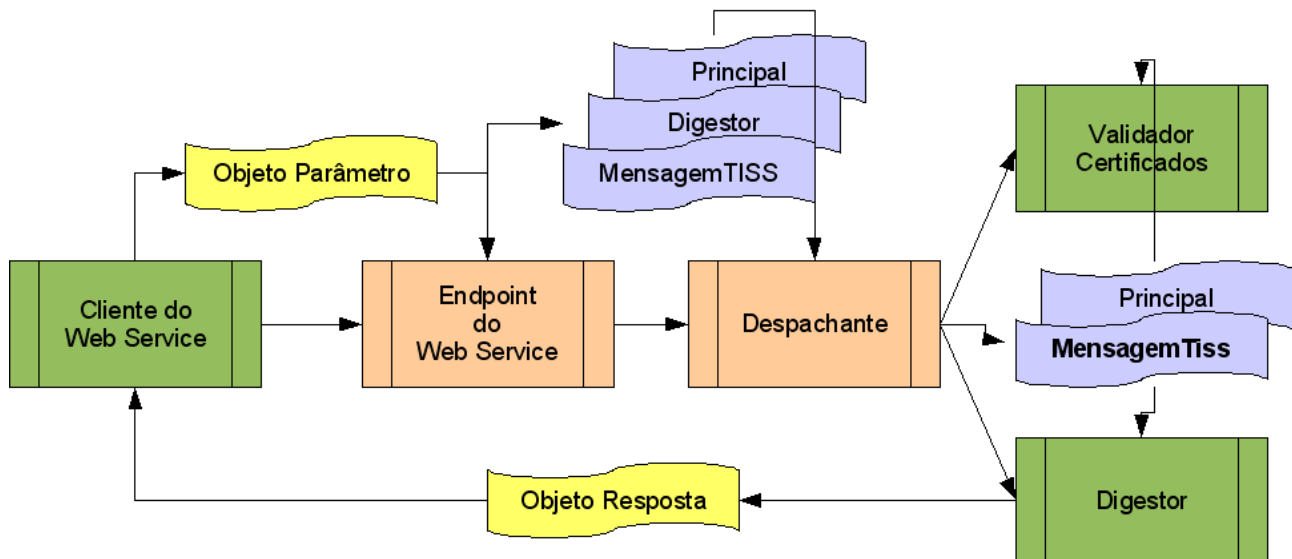 Principal
Digestor
MensagemTISS
Validador
Certificados
Objeto Parâmetro
Cliente do
Web Service
Endpoint
do
Web Service
Despachante
Principal
MensagemTiss
Objeto Resposta
Digestor